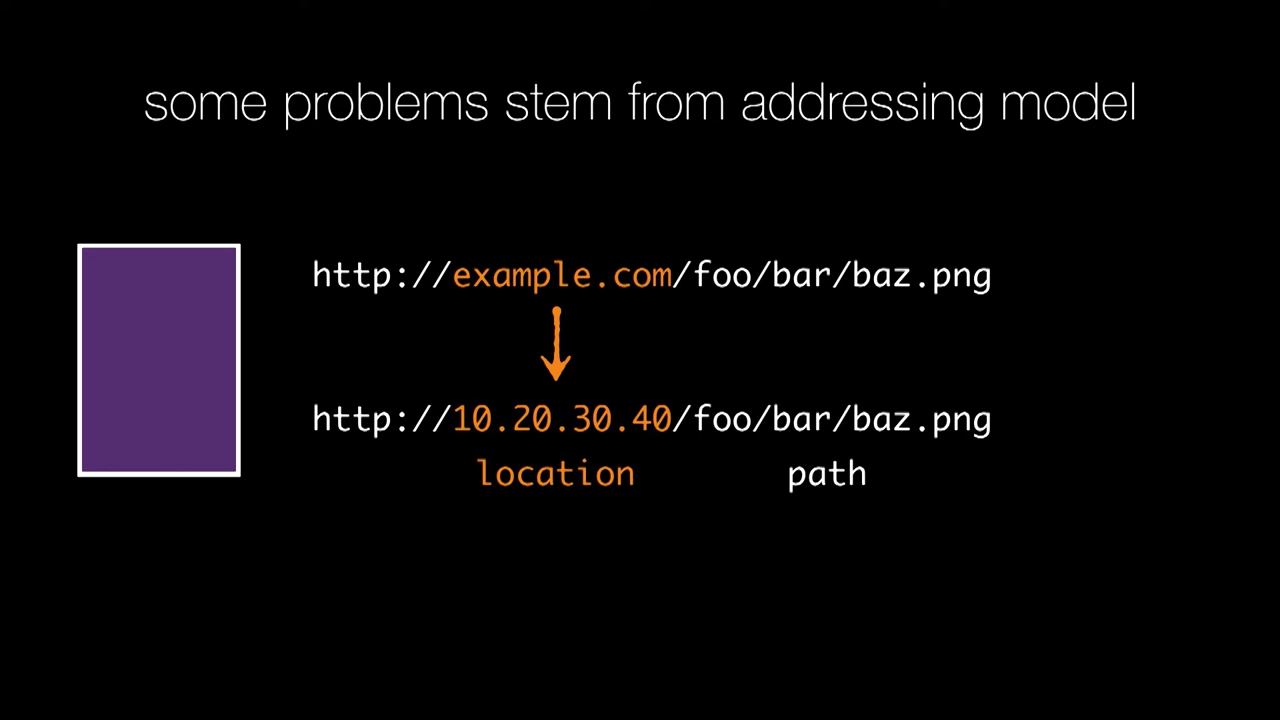 some problems stem from addressing model
http://example.com/foo/bar/baz.png
http://10.20.30.40/foo/bar/baz.png
location path